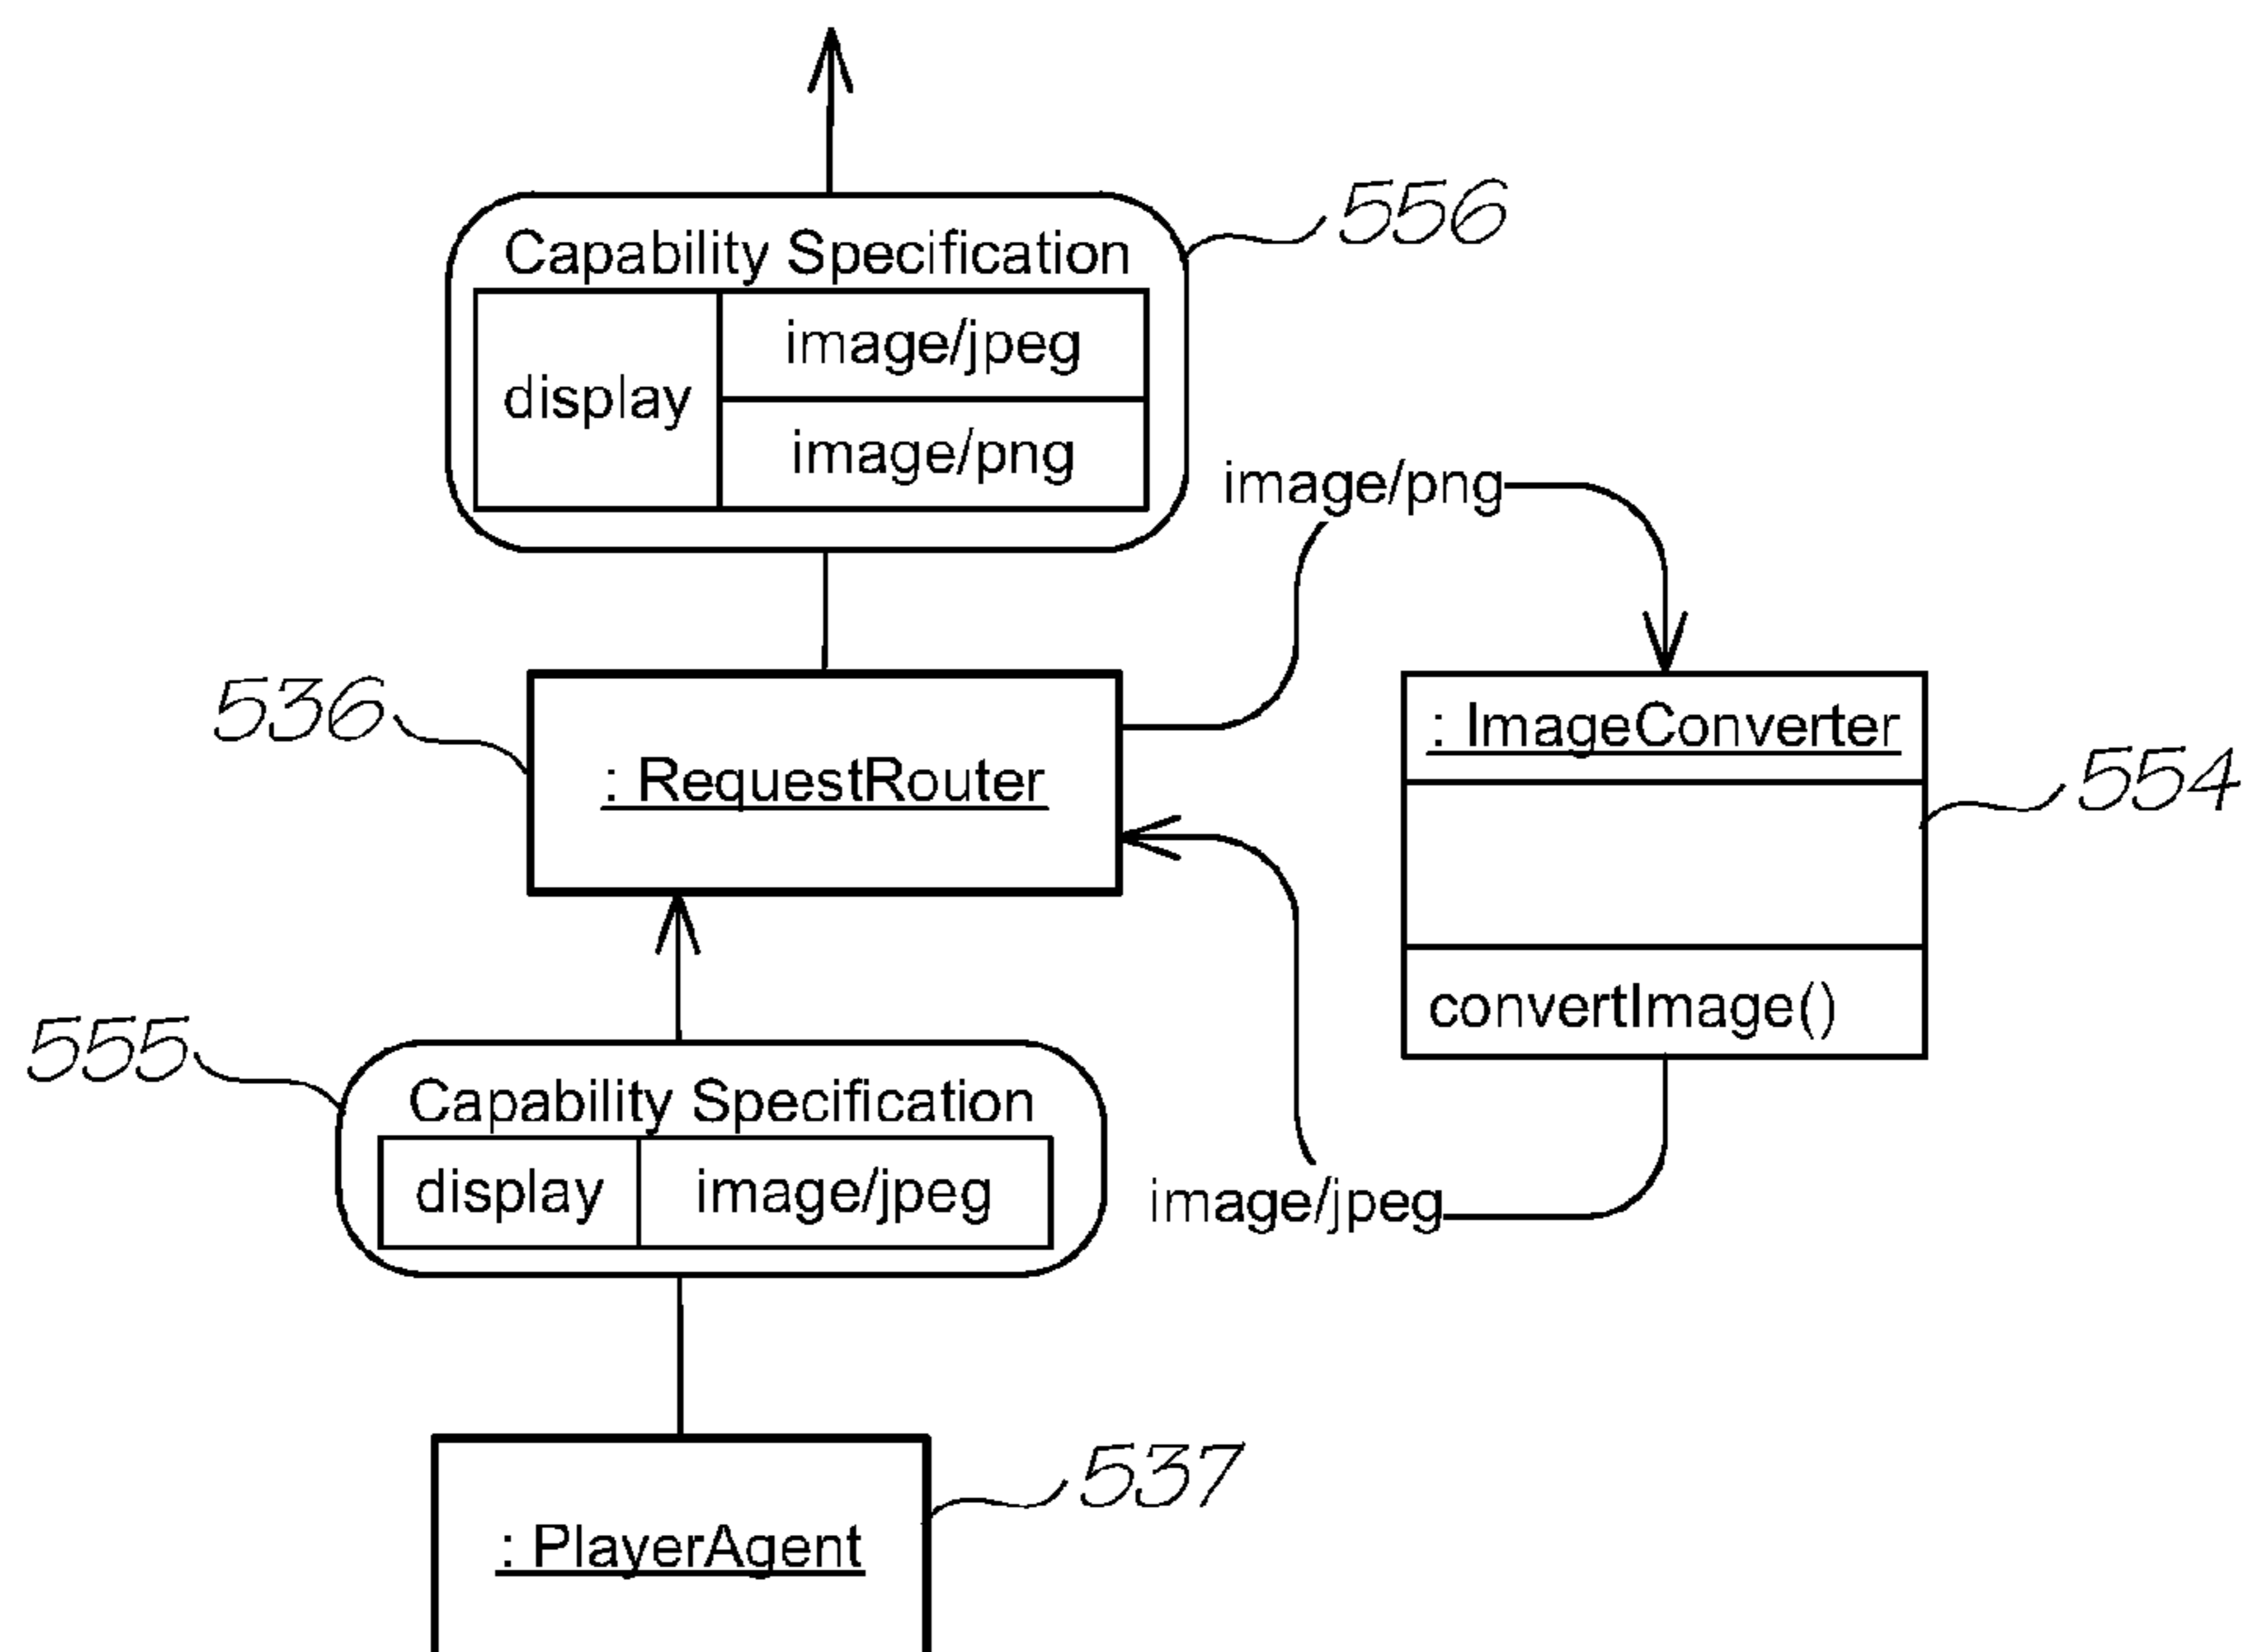 556
Capability Specification
display
image/jpeg
image/png
image/png
536
: RequestRouter
: ImageConverter
554
convertImage()
555
Capability Specification
display
image/jpeg
image/jpeg
537
: PlayerAgent